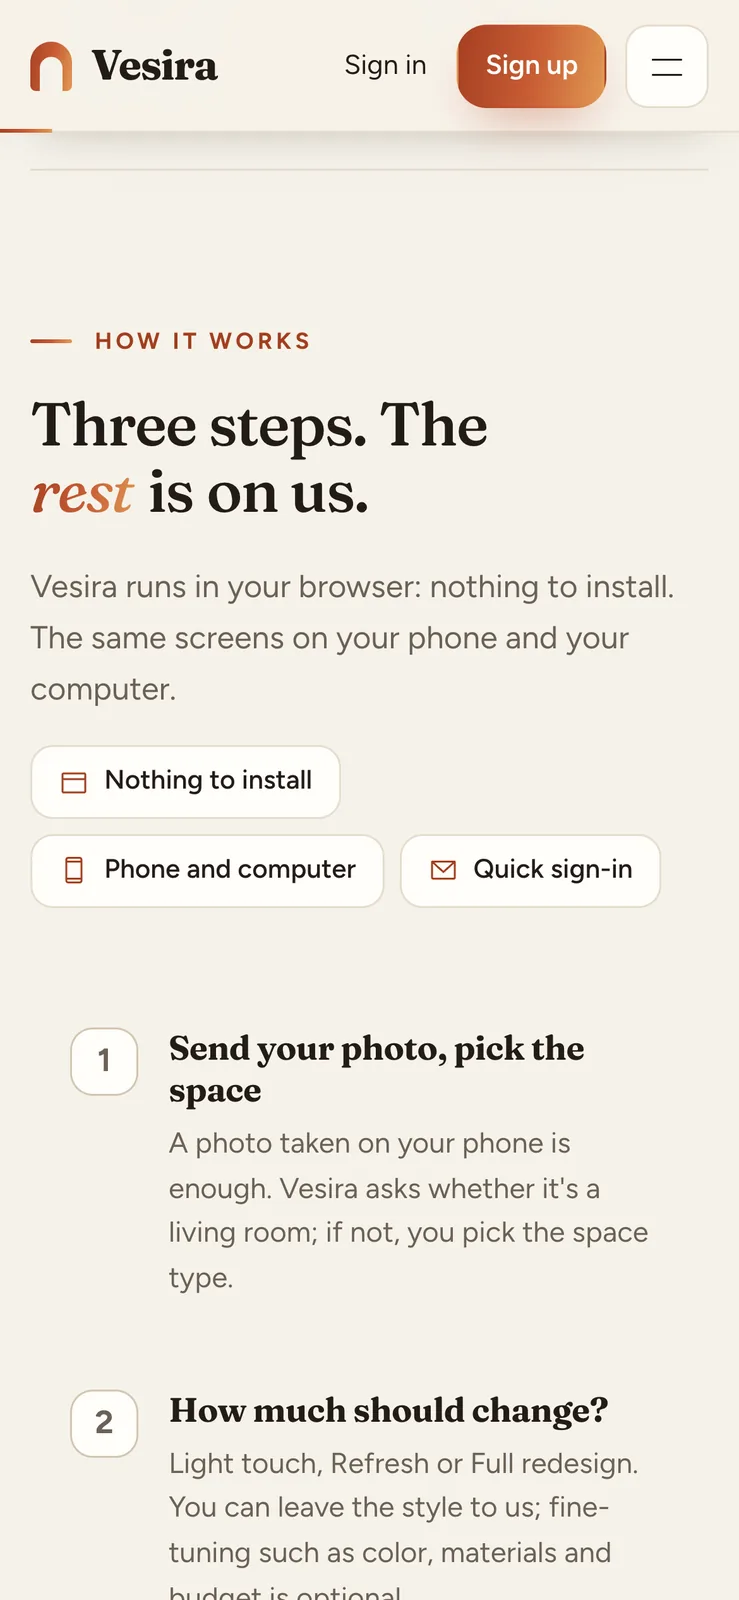 Vesira
Sign in
Sign up
HOW IT WORKS
Three steps. The
rest is on us.
Vesira runs in your browser: nothing to install.
The same screens on your phone and your
computer.
Nothing to install
Phone and computer
Quick sign-in
1
Send your photo, pick the
space
A photo taken on your phone is
enough. Vesira asks whether it's a
living room; if not, you pick the space
type.
2
How much should change?
Light touch, Refresh or Full redesign.
You can leave the style to us; fine-
tuning such as color, materials and
budget is optional.